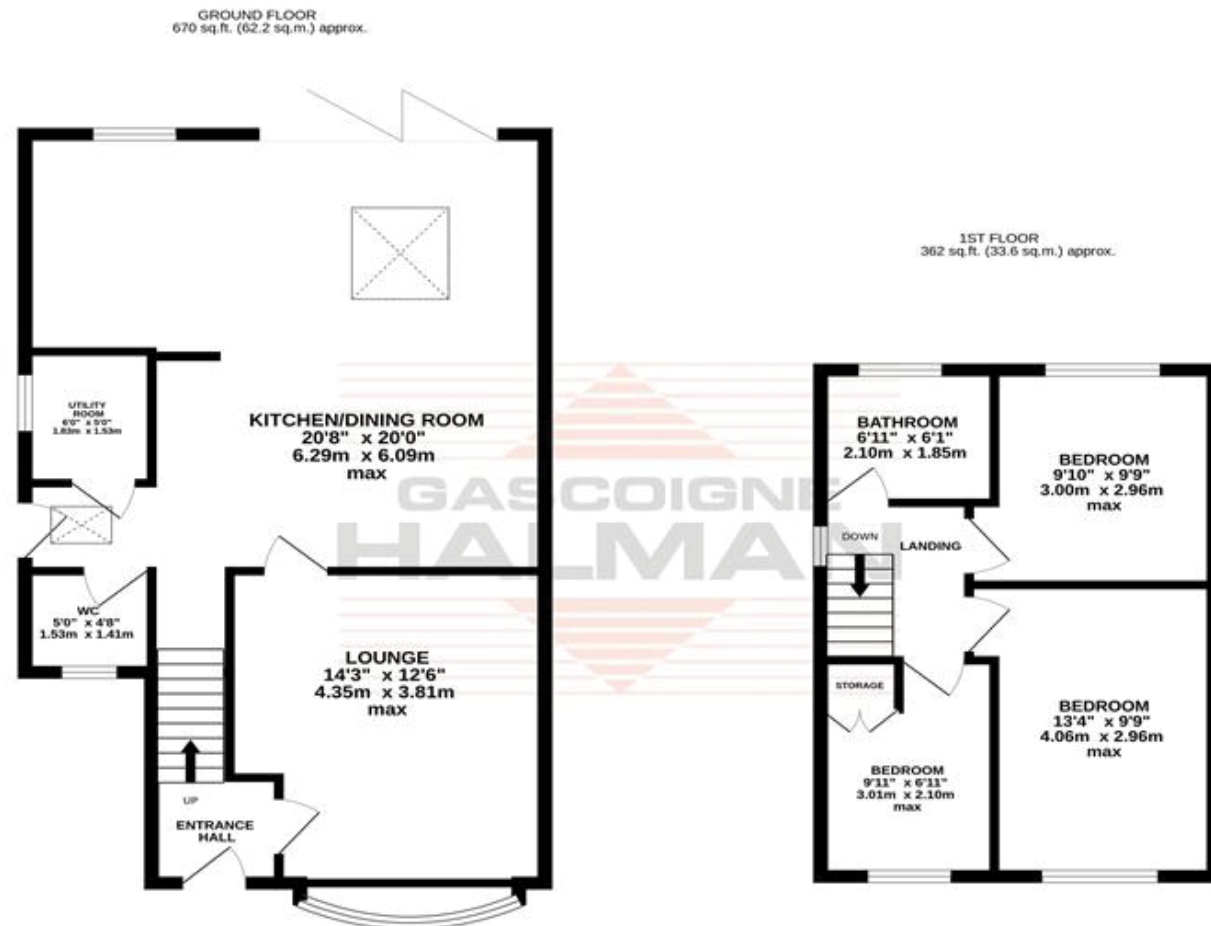 GROUND FLOOR
670 sq.ft. (62.2 sq.m.) approx.
1ST FLOOR
362 sq.ft. (33.6 sq.m.) approx.
UTILITY
ROOM
6'0" x 5'0"
1.83m x 1.53m
KITCHEN/DINING ROOM
20'8" x 20'0"
6.29m x 6.09m
max
WC
5'0" x 4'8"
1.53m x 1.41m
LOUNGE
14'3" x 12'6"
4.35m x 3.81m
max
UP
ENTRANCE
HALL
GASCOIGNE
HALMAN
BATHROOM
6'11" x 6'1"
2.10m x 1.85m
BEDROOM
9'10" x 9'9"
3.00m x 2.96m
max
DOWN
LANDING
STORAGE
BEDROOM
9'11" x 6'11"
3.01m x 2.10m
max
BEDROOM
13'4" x 9'9"
4.06m x 2.96m
max